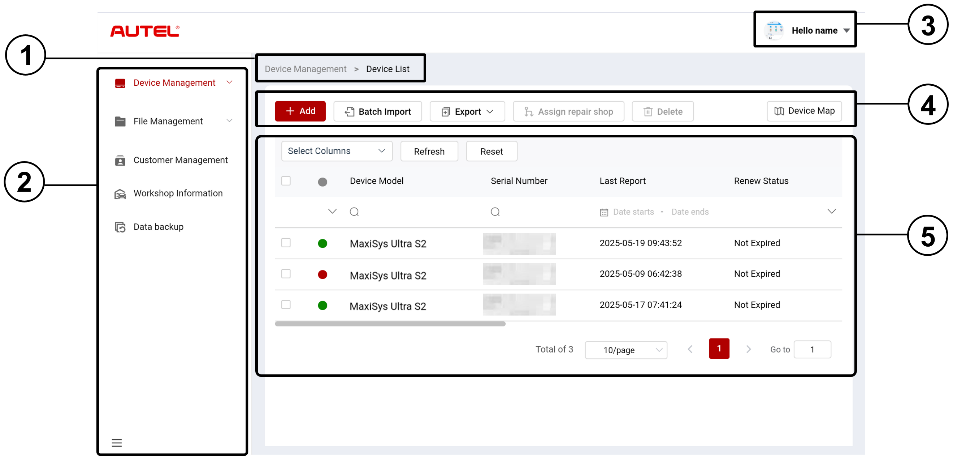 AUTEL
Hello name
3
1
Device Management > Device List
Device Management
+ Add Batch Import Export Assign repair shop Delete Device Map
4
File Management
Select Columns Refresh Reset
Customer Management
Device Model Serial Number Last Report Renew Status
2
Workshop Information
Date starts - Date ends
Data backup
MaxiSys Ultra S2 2025-05-19 09:43:52 Not Expired
5
MaxiSys Ultra S2 2025-05-09 06:42:38 Not Expired
MaxiSys Ultra S2 2025-05-17 07:41:24 Not Expired
Total of 3 10/page < 1 > Go to 1